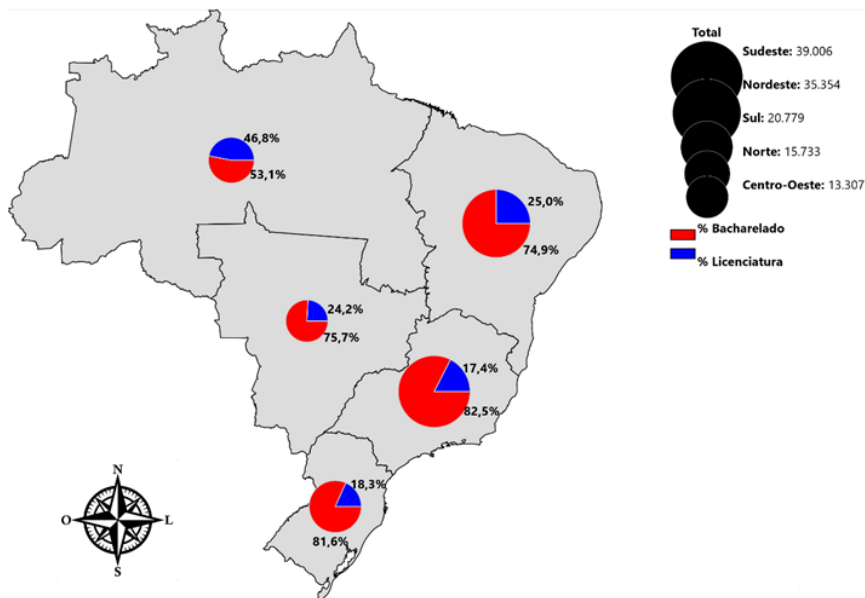 Total
Sudeste: 39.006
Nordeste: 35.354
Sul: 20.779
Norte: 15.733
Centro-Oeste: 13.307
% Bacharelado
% Licenciatura
46,8%
53,1%
25,0%
74,9%
24,2%
75,7%
17,4%
82,5%
18,3%
81,6%
N
O
L
S